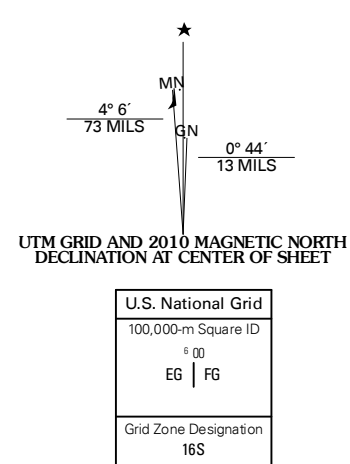 ★
MN
GN
4° 6´
73 MILS
0° 44´
13 MILS
UTM GRID AND 2010 MAGNETIC NORTH
DECLINATION AT CENTER OF SHEET
U.S. National Grid
100,000-m Square ID
6 00
EG | FG
Grid Zone Designation
16S